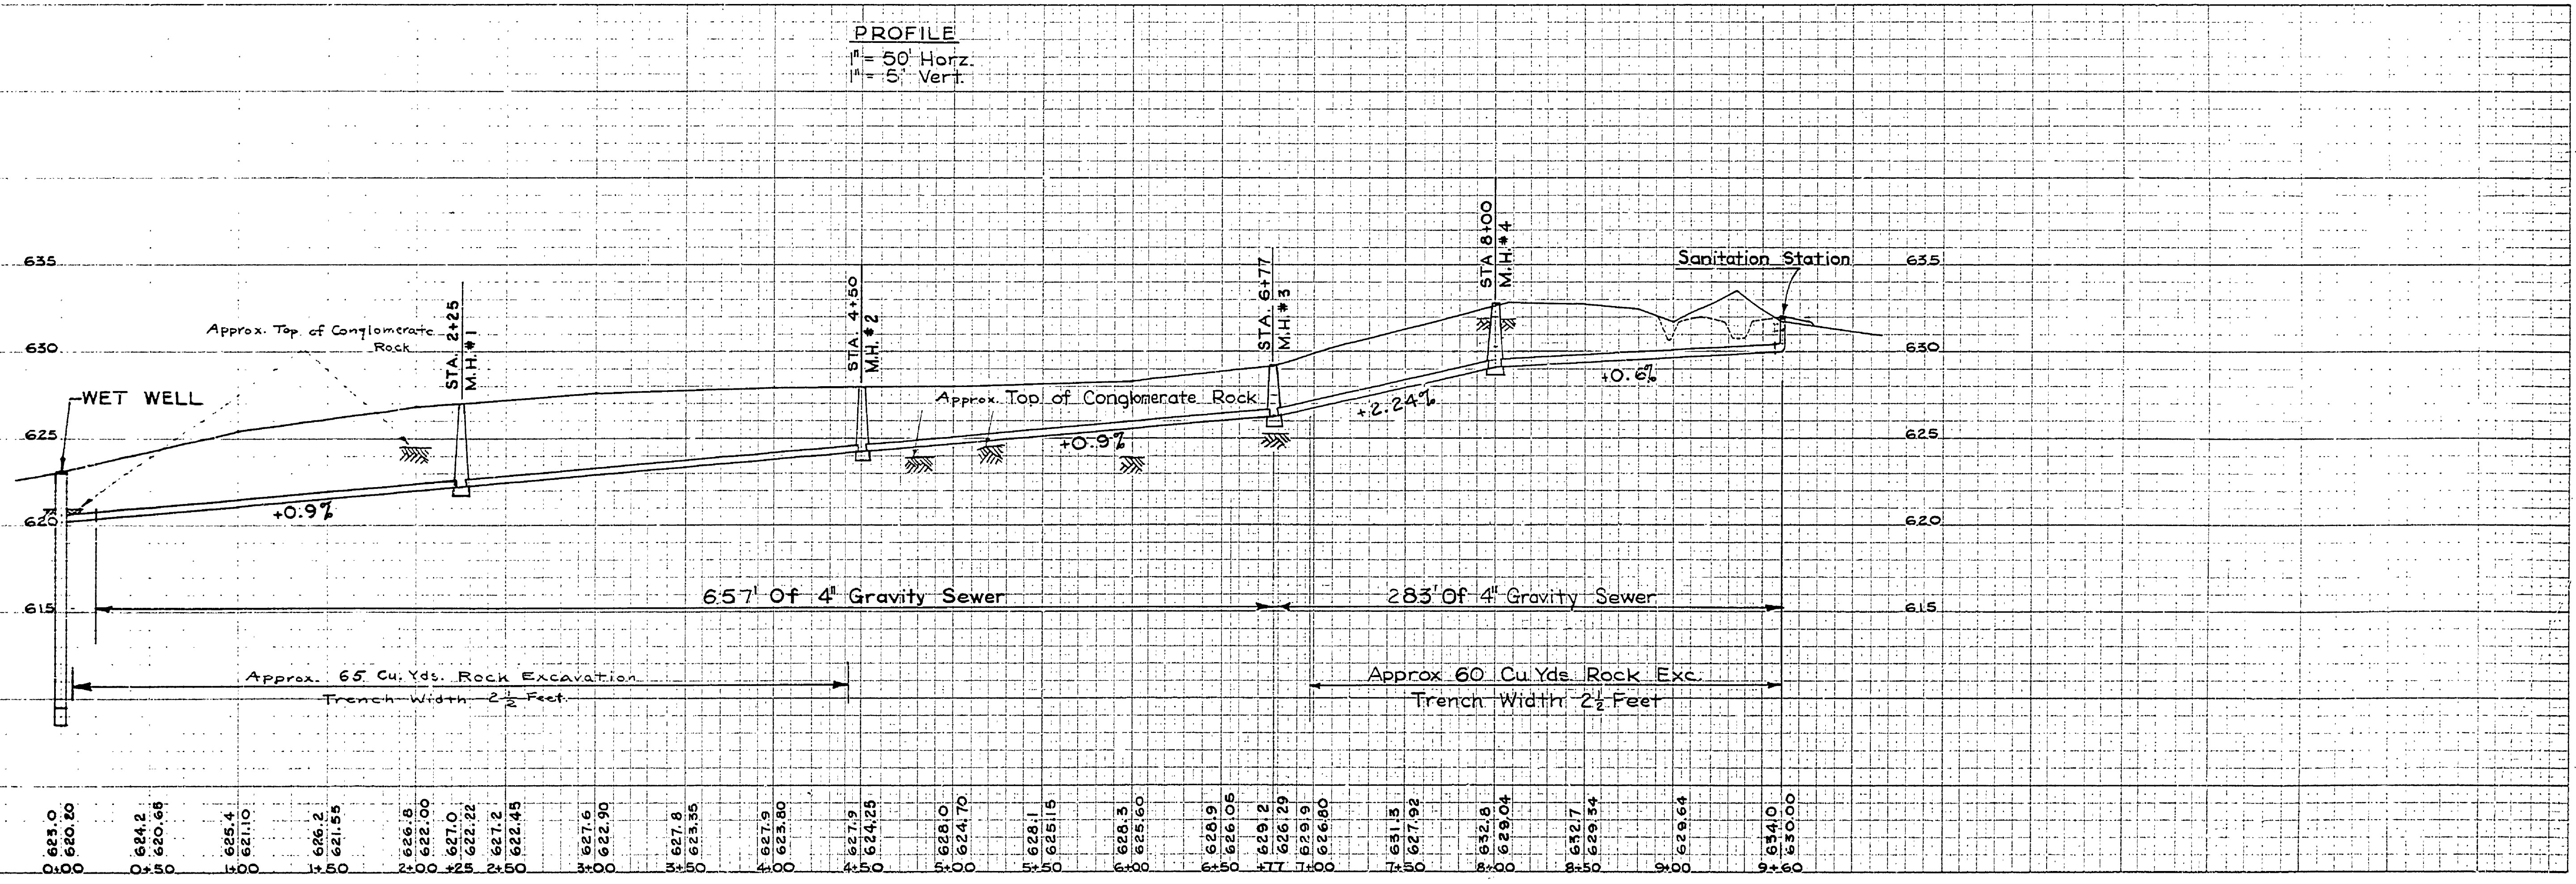 PROFILE
1" = 50' Horz.
1" = 5' Vert.
635
630
625
620
615
Approx. Top of Conglomerate
Rock
WET WELL
STA. 2+25
M.H. #1
STA. 4+50
M.H. #2
Approx. Top of Conglomerate Rock
STA. 6+77
M.H. #3
STA 8+00
M.H. #4
Sanitation Station
635
630
625
620
615
+0.9%
+0.9%
+2.24%
+0.6%
657' Of 4" Gravity Sewer
283' Of 4" Gravity Sewer
Approx. 65 Cu. Yds. Rock Excavation
Trench Width 2½ Feet.
Approx 60 Cu Yds Rock Exc.
Trench Width 2½ Feet
623.0
620.20
624.2
620.65
625.4
621.10
626.2
621.55
626.8
622.00
627.0
622.22
627.2
622.45
627.6
622.90
627.8
623.35
627.9
623.80
627.9
624.25
628.0
624.70
628.1
625.15
628.3
625.60
628.9
626.05
629.2
626.29
629.9
626.80
631.3
627.92
632.8
629.04
632.7
629.34
629.64
634.0
630.00
0+00 0+50 1+00 1+50 2+00 +25 2+50 3+00 3+50 4+00 4+50 5+00 5+50 6+00 6+50 +77 7+00 7+50 8+00 8+50 9+00 9+60